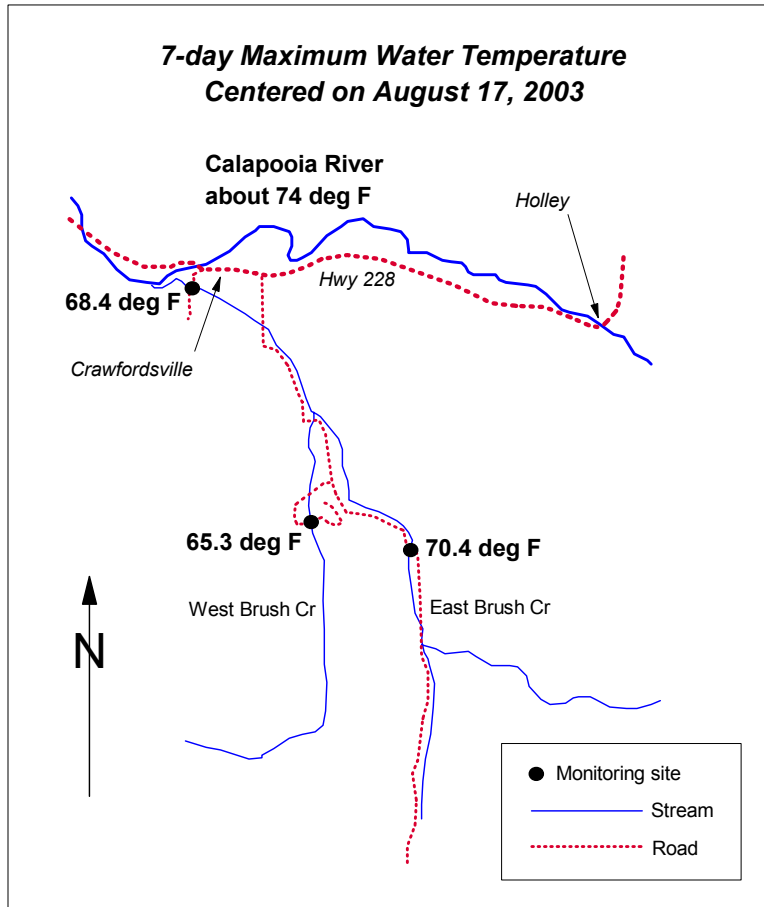 7-day Maximum Water Temperature
Centered on August 17, 2003
Calapooia River
about 74 deg F
Holley
Hwy 228
68.4 deg F
Crawfordsville
65.3 deg F
70.4 deg F
West Brush Cr
East Brush Cr
N
Monitoring site
Stream
Road